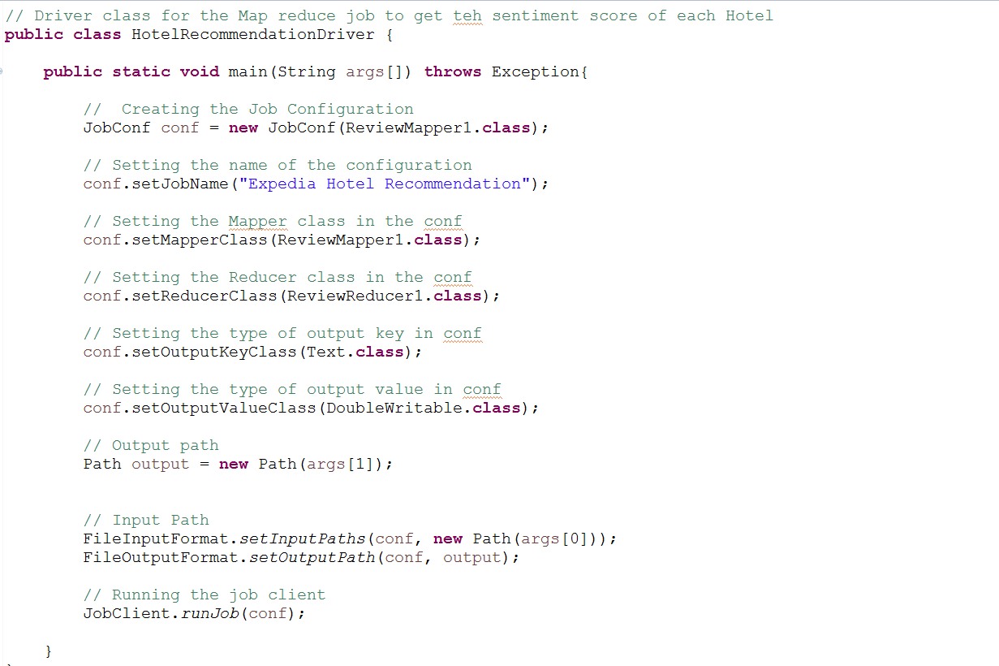 // Driver class for the Map reduce job to get teh sentiment score of each Hotel
public class HotelRecommendationDriver {
public static void main(String args[]) throws Exception{
//  Creating the Job Configuration
JobConf conf = new JobConf(ReviewMapper1.class);
// Setting the name of the configuration
conf.setJobName("Expedia Hotel Recommendation");
// Setting the Mapper class in the conf
conf.setMapperClass(ReviewMapper1.class);
// Setting the Reducer class in the conf
conf.setReducerClass(ReviewReducer1.class);
// Setting the type of output key in conf
conf.setOutputKeyClass(Text.class);
// Setting the type of output value in conf
conf.setOutputValueClass(DoubleWritable.class);
// Output path
Path output = new Path(args[1]);
// Input Path
FileInputFormat.setInputPaths(conf, new Path(args[0]));
FileOutputFormat.setOutputPath(conf, output);
// Running the job client
JobClient.runJob(conf);
}